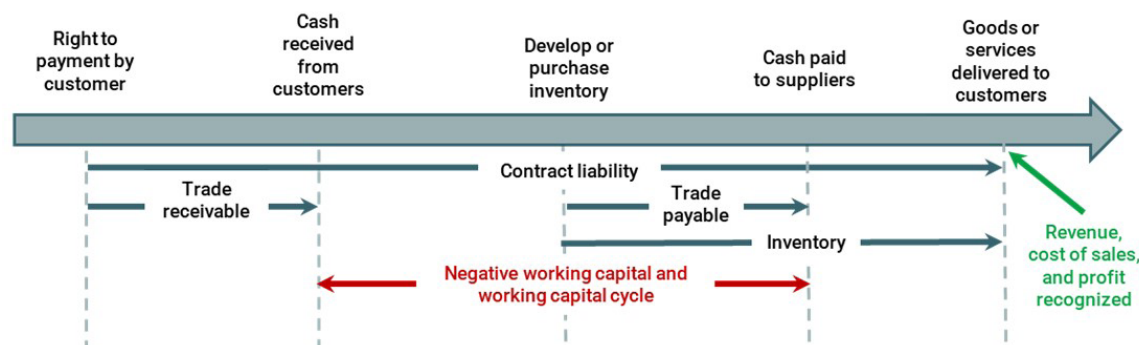 Right to
payment by
customer
Cash
received
from
customers
Develop or
purchase
inventory
Cash paid
to suppliers
Goods or
services
delivered to
customers
Contract liability
Trade
receivable
Trade
payable
Inventory
Negative working capital and
working capital cycle
Revenue,
cost of sales,
and profit
recognized